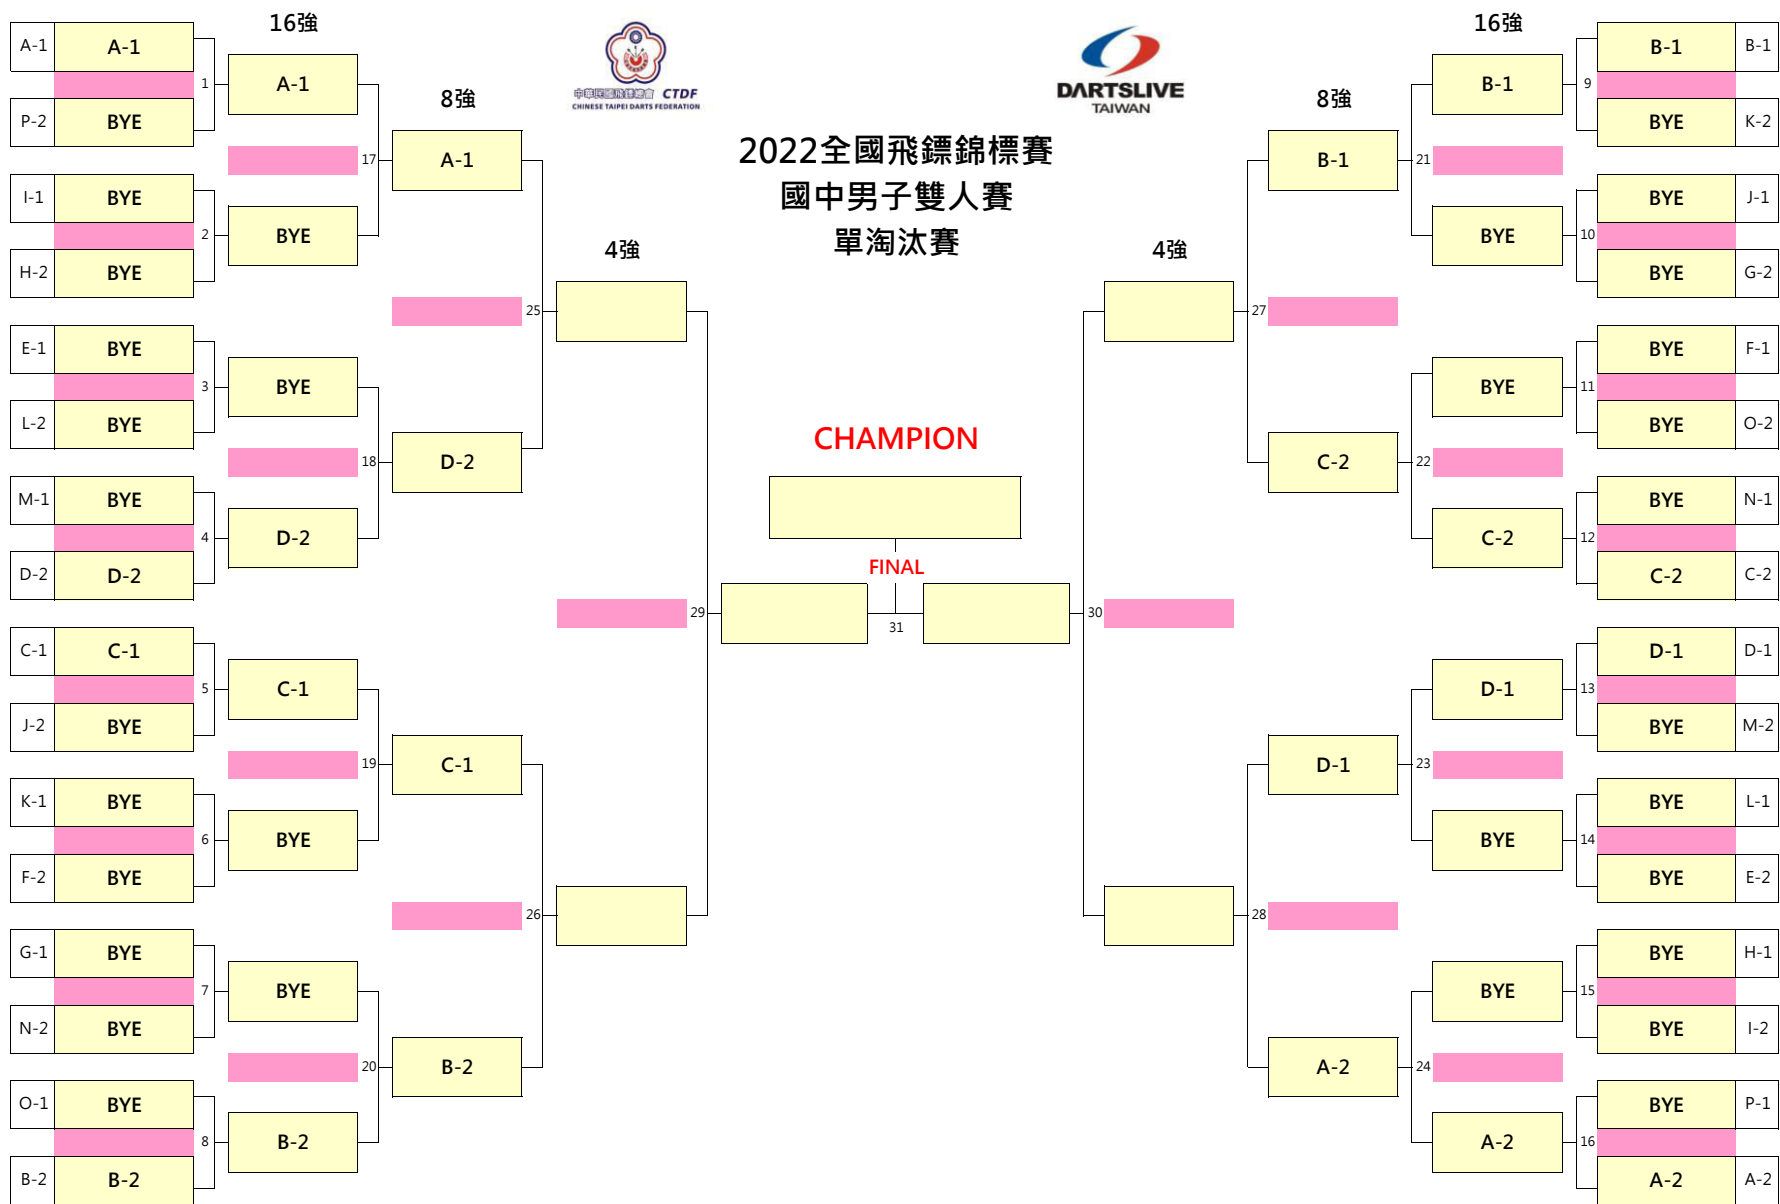 16強
16強
中華民國飛鏢總會 CTDF
CHINESE TAIPEI DARTS FEDERATION
DARTSLIVE
TAIWAN
2022全國飛鏢錦標賽
國中男子雙人賽
單淘汰賽
8強
8強
4強
4強
CHAMPION
FINAL
31
A-1 A-1
1
P-2 BYE
A-1
17
I-1 BYE
2
H-2 BYE
BYE
A-1
25
E-1 BYE
3
L-2 BYE
BYE
18
M-1 BYE
4
D-2 D-2
D-2
D-2
29
C-1 C-1
5
J-2 BYE
C-1
19
K-1 BYE
6
F-2 BYE
BYE
C-1
26
G-1 BYE
7
N-2 BYE
BYE
20
O-1 BYE
8
B-2 B-2
B-2
B-2
B-1 B-1
9
BYE K-2
B-1
21
BYE J-1
10
BYE G-2
BYE
B-1
27
BYE F-1
11
BYE O-2
BYE
22
BYE N-1
12
C-2 C-2
C-2
C-2
30
D-1 D-1
13
BYE M-2
D-1
23
BYE L-1
14
BYE E-2
BYE
D-1
28
BYE H-1
15
BYE I-2
BYE
24
BYE P-1
16
A-2 A-2
A-2
A-2